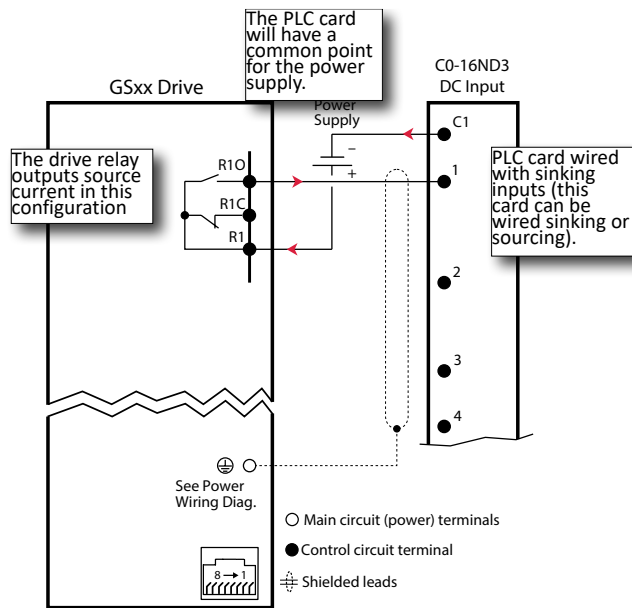 The PLC card
will have a
common point
for the power
supply.
C0-16ND3
DC Input
GSxx Drive
Power
Supply
C1
–
+
The drive relay
outputs source
current in this
configuration
R1O
R1C
R1
1
PLC card wired
with sinking
inputs (this
card can be
wired sinking or
sourcing).
2
3
4
See Power
Wiring Diag.
Main circuit (power) terminals
Control circuit terminal
Shielded leads
8→1